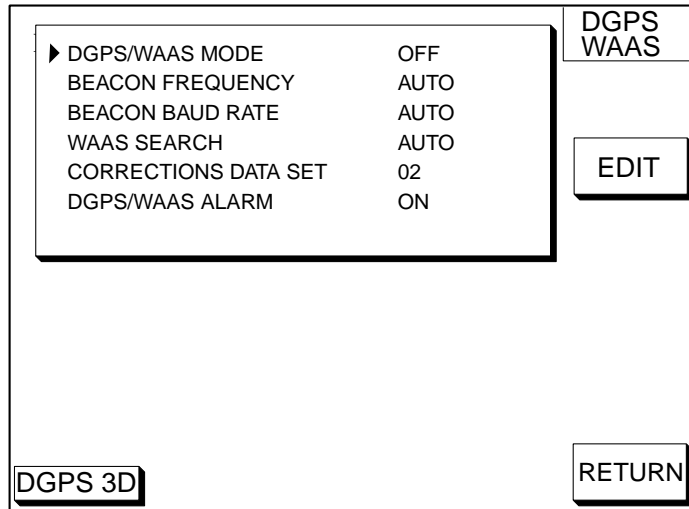 DGPS
WAAS
DGPS/WAAS MODE OFF
BEACON FREQUENCY AUTO
BEACON BAUD RATE AUTO
WAAS SEARCH AUTO
CORRECTIONS DATA SET 02
DGPS/WAAS ALARM ON
EDIT
DGPS 3D
RETURN